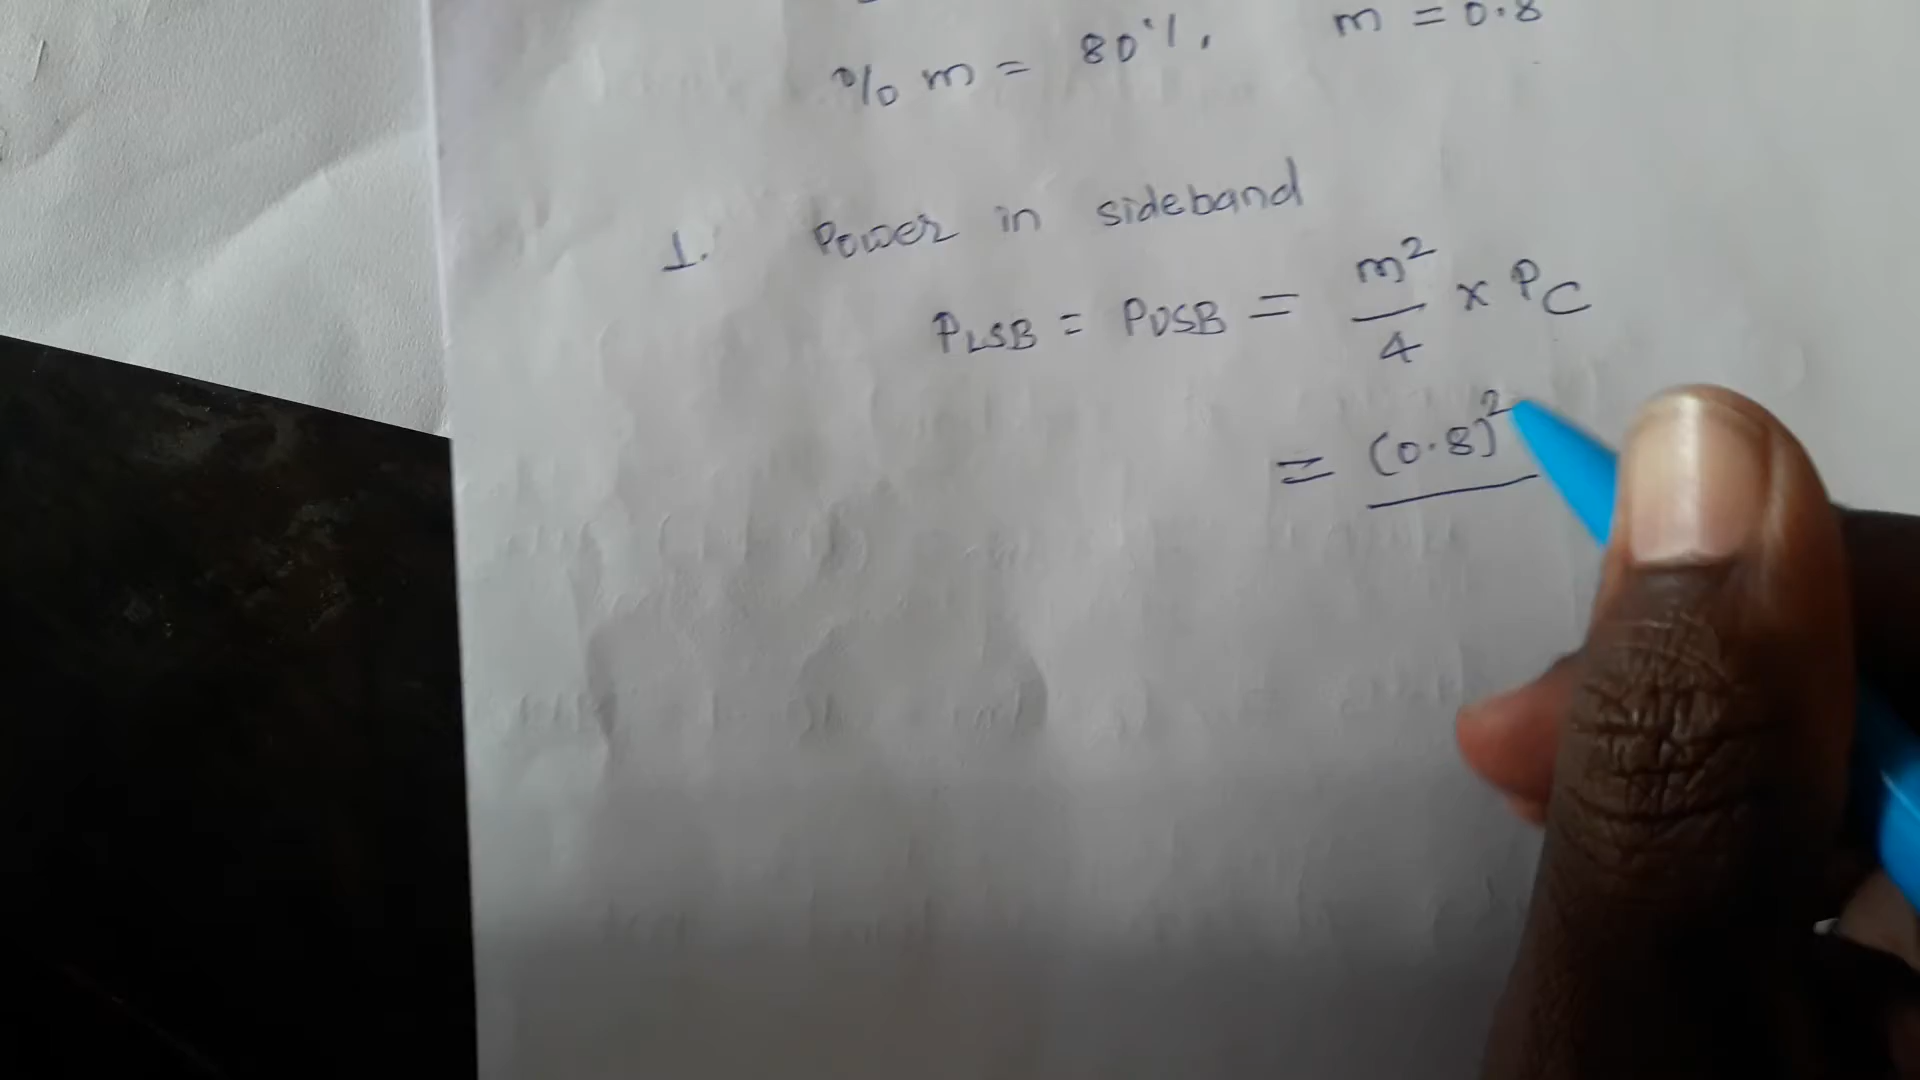 % m = 80%. m = 0.8
1. Power in sideband
PLSB = PUSB = m²/4 × PC
= (0.8)²